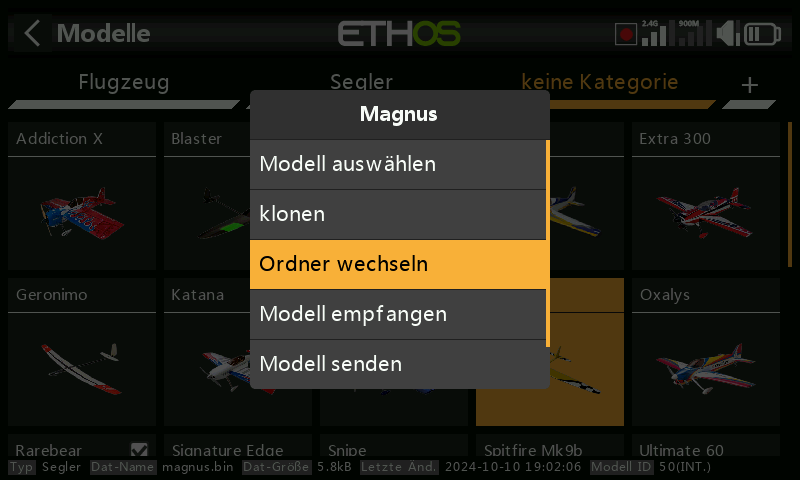 Modelle
ETHOS
2.4G
900M
Flugzeug
Segler
keine Kategorie
+
Addiction X
Blaster
Extra 300
Magnus
Modell auswählen
klonen
Ordner wechseln
Modell empfangen
Modell senden
Geronimo
Katana
Oxalys
Rarebear
Signature Edge
Snipe
Spitfire Mk9b
Ultimate 60
Typ Segler Dat-Name magnus.bin Dat-Größe 5.8kB Letzte Änd. 2024-10-10 19:02:06 Modell ID 50(INT.)